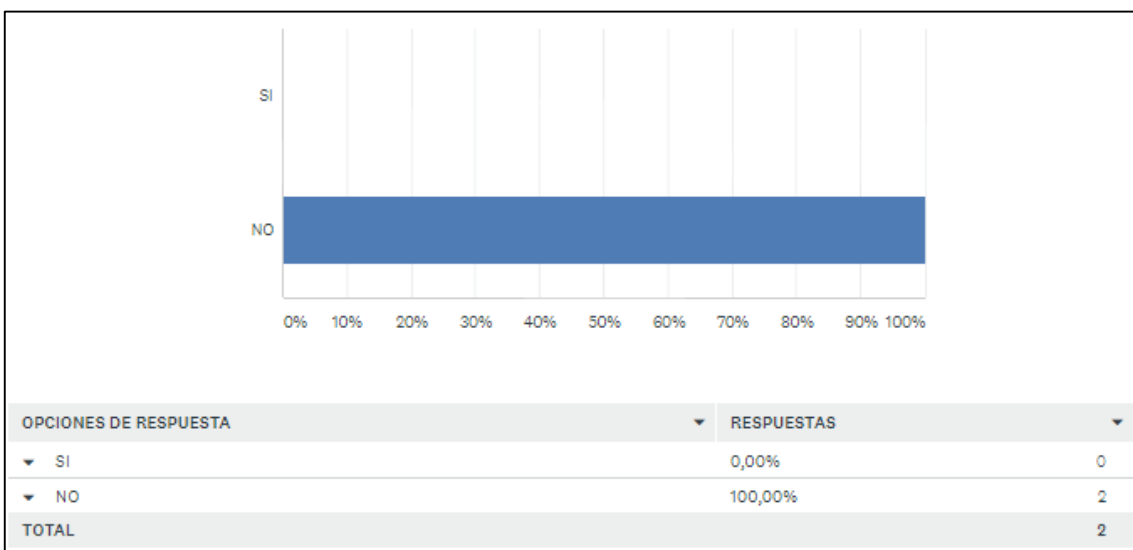 SI
NO
0% 10% 20% 30% 40% 50% 60% 70% 80% 90% 100%
OPCIONES DE RESPUESTA RESPUESTAS
SI 0,00% 0
NO 100,00% 2
TOTAL 2